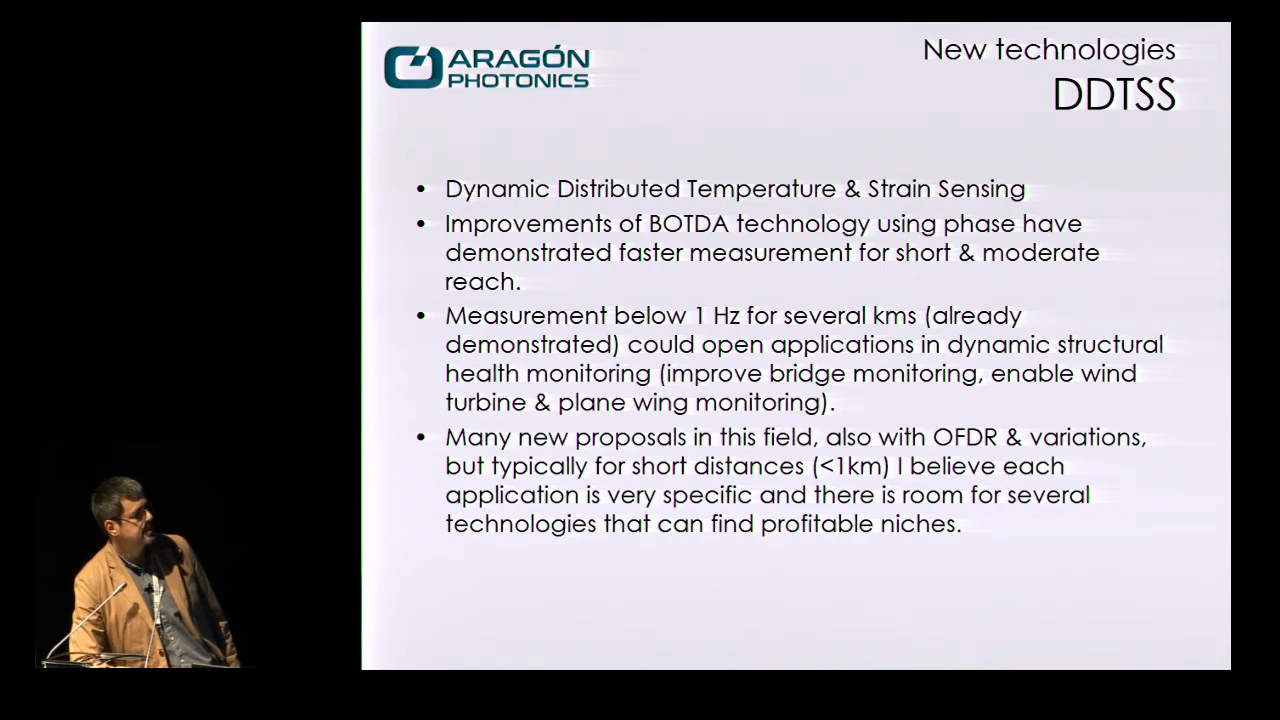 ARAGÓN
PHOTONICS
New technologies
DDTSS
• Dynamic Distributed Temperature & Strain Sensing
• Improvements of BOTDA technology using phase have
demonstrated faster measurement for short & moderate
reach.
• Measurement below 1 Hz for several kms (already
demonstrated) could open applications in dynamic structural
health monitoring (improve bridge monitoring, enable wind
turbine & plane wing monitoring).
• Many new proposals in this field, also with OFDR & variations,
but typically for short distances (<1km) I believe each
application is very specific and there is room for several
technologies that can find profitable niches.